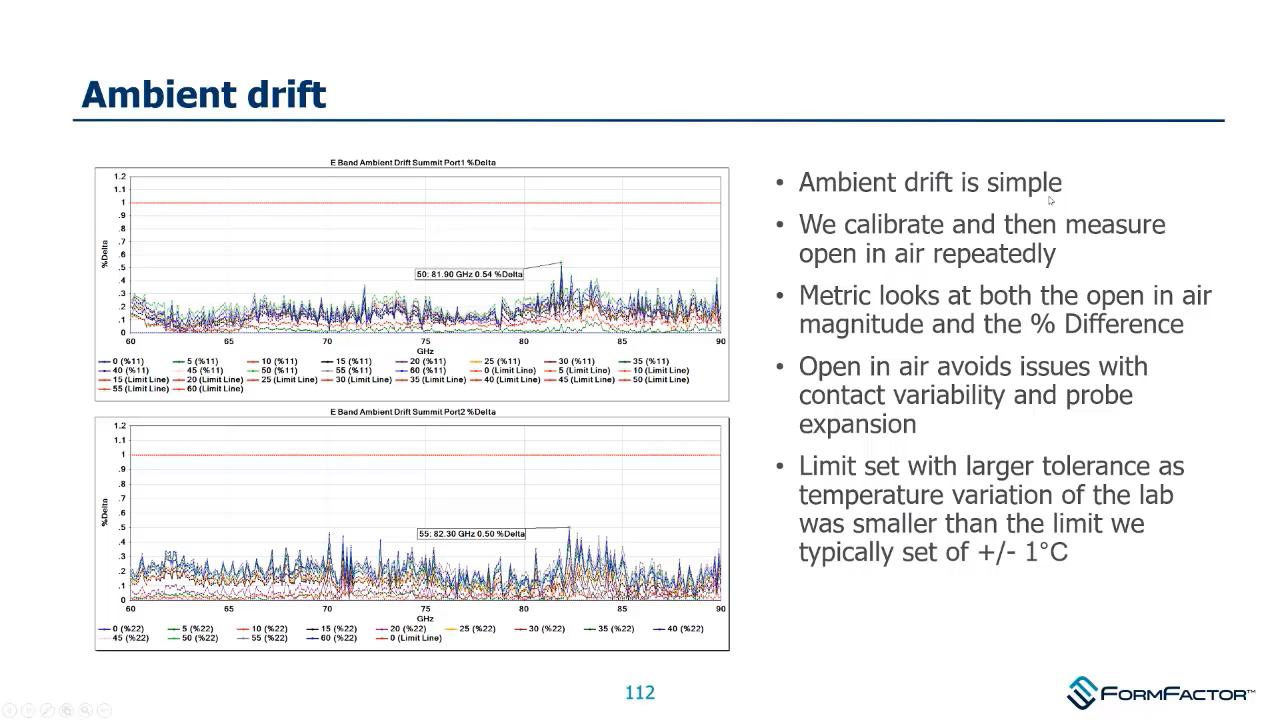 Ambient drift
E Band Ambient Drift Summit Port1 %Delta
1.2
1.1
1
.9
.8
.7
.6
.5
.4
.3
.2
.1
0
%Delta
50: 81.90 GHz 0.54 %Delta
60 65 70 75 80 85 90
GHz
0 (%11) 5 (%11) 10 (%11) 15 (%11) 20 (%11) 25 (%11) 30 (%11) 35 (%11)
40 (%11) 45 (%11) 50 (%11) 55 (%11) 60 (%11) 0 (Limit Line) 5 (Limit Line) 10 (Limit Line)
15 (Limit Line) 20 (Limit Line) 25 (Limit Line) 30 (Limit Line) 35 (Limit Line) 40 (Limit Line) 45 (Limit Line) 50 (Limit Line)
55 (Limit Line) 60 (Limit Line)
E Band Ambient Drift Summit Port2 %Delta
1.2
1.1
1
.9
.8
.7
.6
.5
.4
.3
.2
.1
0
%Delta
55: 82.30 GHz 0.50 %Delta
60 65 70 75 80 85 90
GHz
0 (%22) 5 (%22) 10 (%22) 15 (%22) 20 (%22) 25 (%22) 30 (%22) 35 (%22) 40 (%22)
45 (%22) 50 (%22) 55 (%22) 60 (%22) 0 (Limit Line)
• Ambient drift is simple
• We calibrate and then measure
open in air repeatedly
• Metric looks at both the open in air
magnitude and the % Difference
• Open in air avoids issues with
contact variability and probe
expansion
• Limit set with larger tolerance as
temperature variation of the lab
was smaller than the limit we
typically set of +/- 1°C
112
FORMFACTOR™